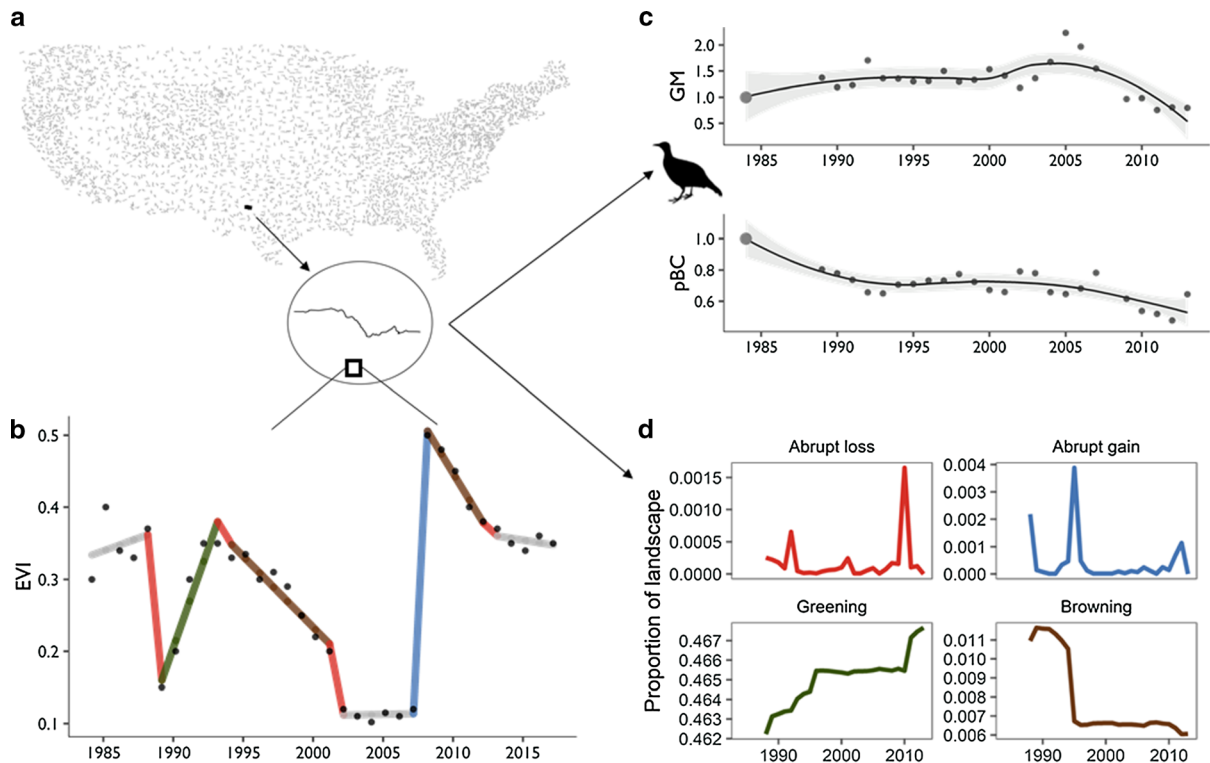 a
b
EVI
0.5
0.4
0.3
0.2
0.1
1985 1990 1995 2000 2005 2010 2015
c
GM
2.0
1.5
1.0
0.5
1985 1990 1995 2000 2005 2010
pBC
1.0
0.8
0.6
1985 1990 1995 2000 2005 2010
d
Proportion of landscape
Abrupt loss
0.0015
0.0005
0.0005
0.0000
Abrupt gain
0.004
0.003
0.002
0.001
0.000
Greening
0.467
0.466
0.465
0.464
0.463
0.462
1990 2000 2010
Browning
0.011
0.010
0.009
0.008
0.007
0.006
1990 2000 2010